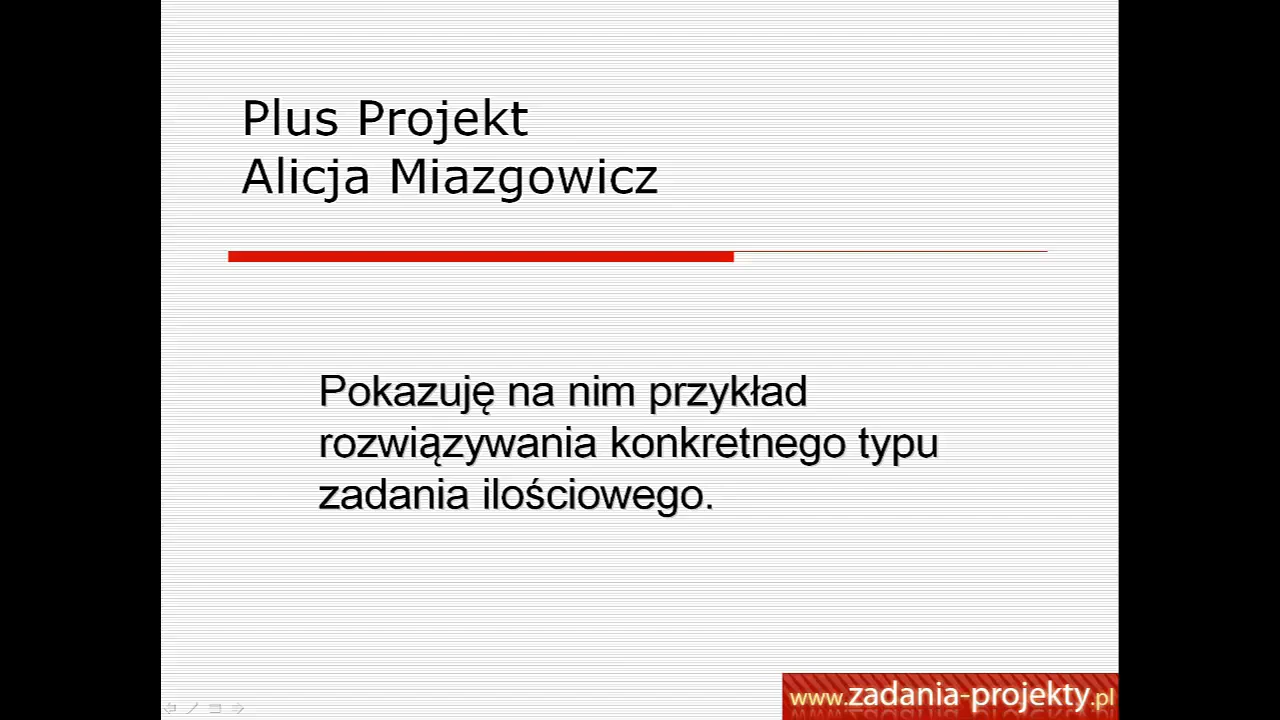 Plus Projekt
Alicja Miazgowicz
Pokazuję na nim przykład
rozwiązywania konkretnego typu
zadania ilościowego.
www.zadania-projekty.pl